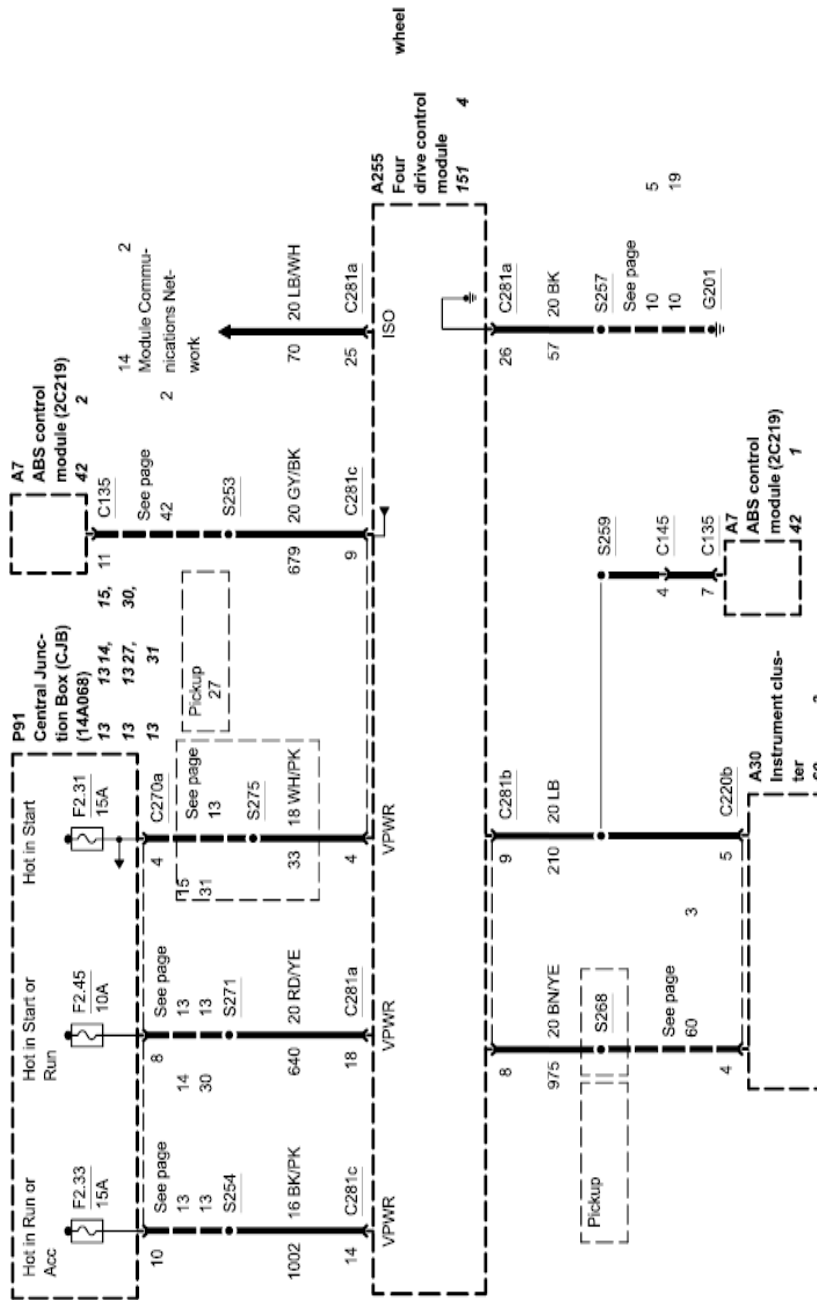 Hot in Run or
Acc
F2.33
15A
Hot in Start or
Run
F2.45
10A
Hot in Start
F2.31
15A
P91
Central Junc-
tion Box (CJB)
(14A068)
13 13 14, 15,
13 13 27, 30,
13 31
A7
ABS control
module (2C219)
42 2
10
See page
13
13
S254
1002
16 BK/PK
14
C281c
VPWR
8
See page
14 13
30 13
S271
640
20 RD/YE
18
C281a
VPWR
4
C270a
See page
15 13
31
S275
33
18 WH/PK
4
VPWR
Pickup
27
11
C135
See page
42
S253
679
20 GY/BK
9
C281c
14 2
Module Commu-
nications Net-
work
2
70
20 LB/WH
25
C281a
ISO
A255
Four wheel
drive control
module
151 4
8
975
20 BN/YE
Pickup
S268
See page
60
3
4
9
C281b
210
20 LB
5
C220b
S259
4
C145
7
C135
A7
ABS control
module (2C219)
42 1
A30
Instrument clus-
ter
26
C281a
57
20 BK
S257
See page
10 5
10 19
G201